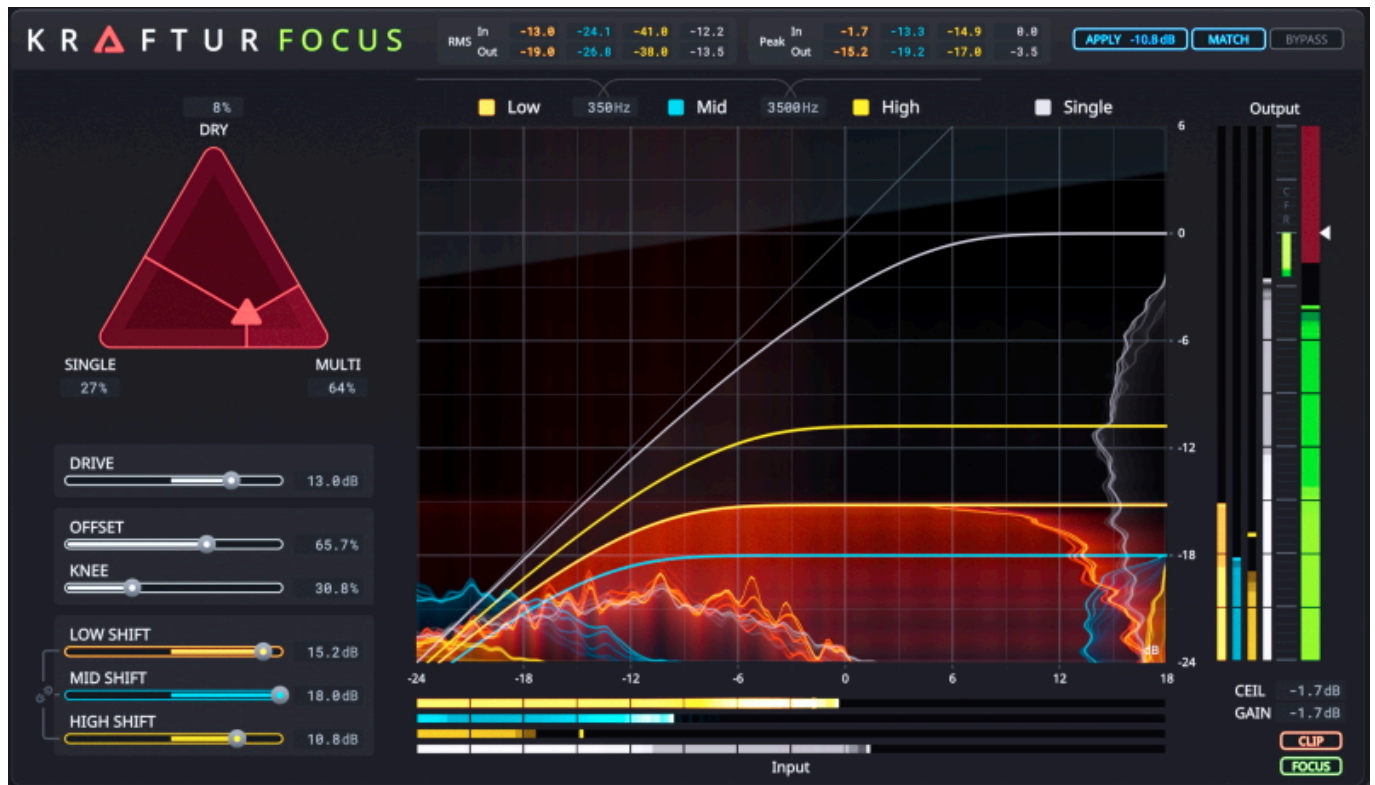 KRAFTUR FOCUS
RMS In -13.0 -24.1 -41.0 -12.2 Peak In -1.7 -13.3 -14.9 0.0 APPLY -10.8dB MATCH BYPASS
Out -19.0 -26.8 -38.0 -13.5 Out -15.2 -19.2 -17.0 -3.5
8%
DRY
SINGLE MULTI
27% 64%
DRIVE
13.0dB
OFFSET
65.7%
KNEE
30.8%
LOW SHIFT
15.2dB
MID SHIFT
18.0dB
HIGH SHIFT
10.8dB
Low 350Hz Mid 3500Hz High Single Output
6
0
-6
-12
-18
-24
dB
-24 -18 -12 -6 0 6 12 18
Input
C
F
R
CEIL -1.7dB
GAIN -1.7dB
CLIP
FOCUS